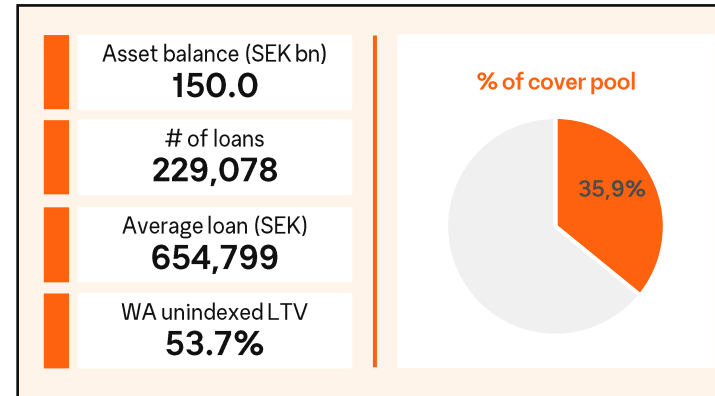 Asset balance (SEK bn)
150.0
# of loans
229,078
Average loan (SEK)
654,799
WA unindexed LTV
53.7%
% of cover pool
35,9%